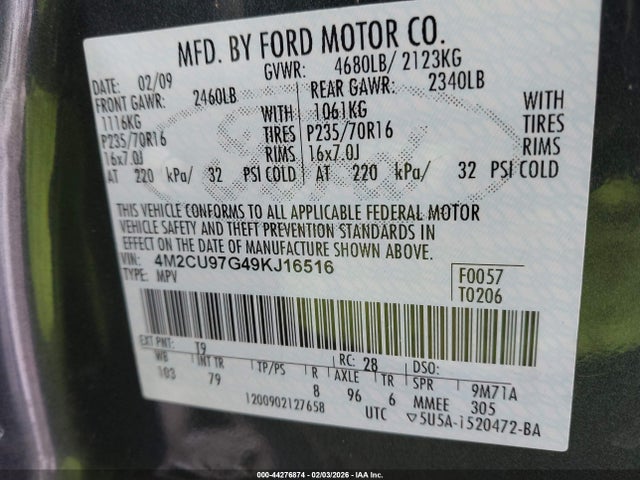 MFD. BY FORD MOTOR CO.
DATE: 02/09 GVWR: 4680LB/ 2123KG
FRONT GAWR: 2460LB REAR GAWR: 2340LB
1116KG WITH 1061KG WITH
P235/70R16 TIRES P235/70R16 TIRES
16x7.0J RIMS 16x7.0J RIMS
AT 220 kPa/ 32 PSI COLD AT 220 kPa/ 32 PSI COLD
THIS VEHICLE CONFORMS TO ALL APPLICABLE FEDERAL MOTOR
VEHICLE SAFETY AND THEFT PREVENTION STANDARDS IN
EFFECT ON THE DATE OF MANUFACTURE SHOWN ABOVE.
VIN: 4M2CU97G49KJ16516 F0057
TYPE: MPV T0206
EXT PNT: T9 RC: 28 DSO:
WB INT TR TP/PS R AXLE TR SPR 9M71A
103 79 8 96 6 MMEE 305
1200902127658 UTC ▽5U5A-1520472-BA
000-44276874 - 02/03/2026 - IAA Inc.